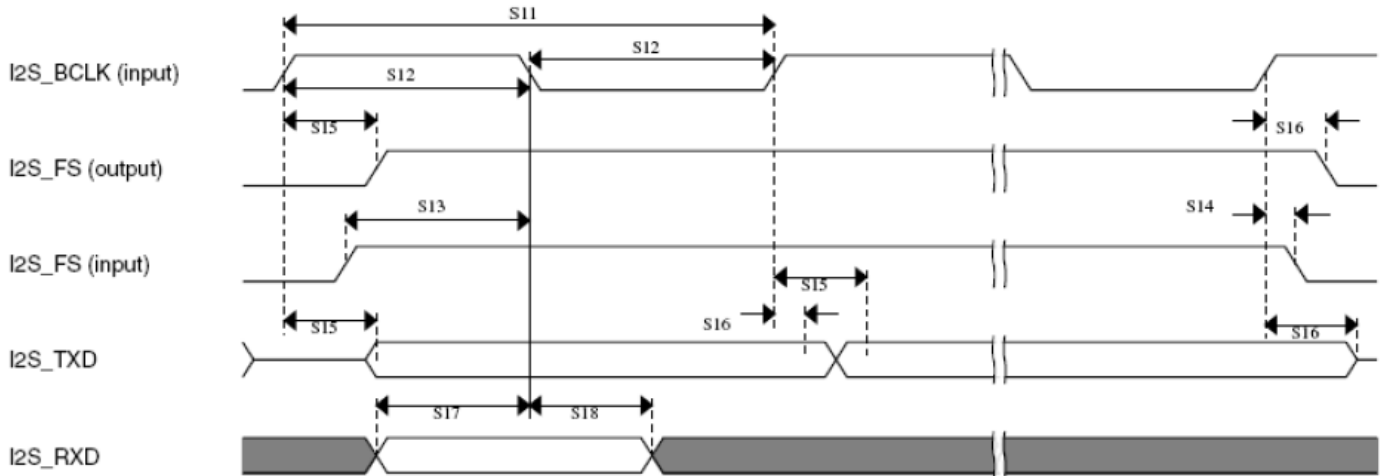 S11
I2S_BCLK (input)
S12
S12
S15
S16
I2S_FS (output)
S13
S14
I2S_FS (input)
S15
S15
S16
S16
I2S_TXD
S17
S18
I2S_RXD